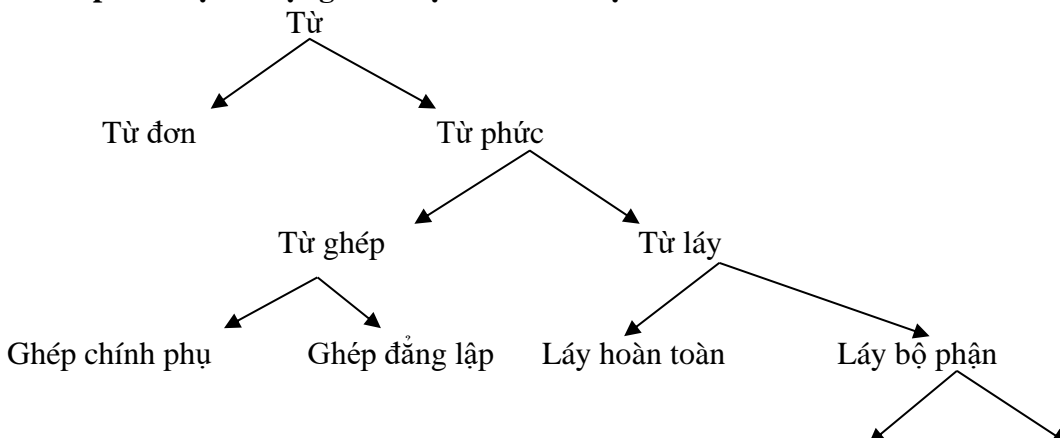 Từ
Từ đơn Từ phức
Từ ghép Từ láy
Ghép chính phụ Ghép đẳng lập Láy hoàn toàn Láy bộ phận